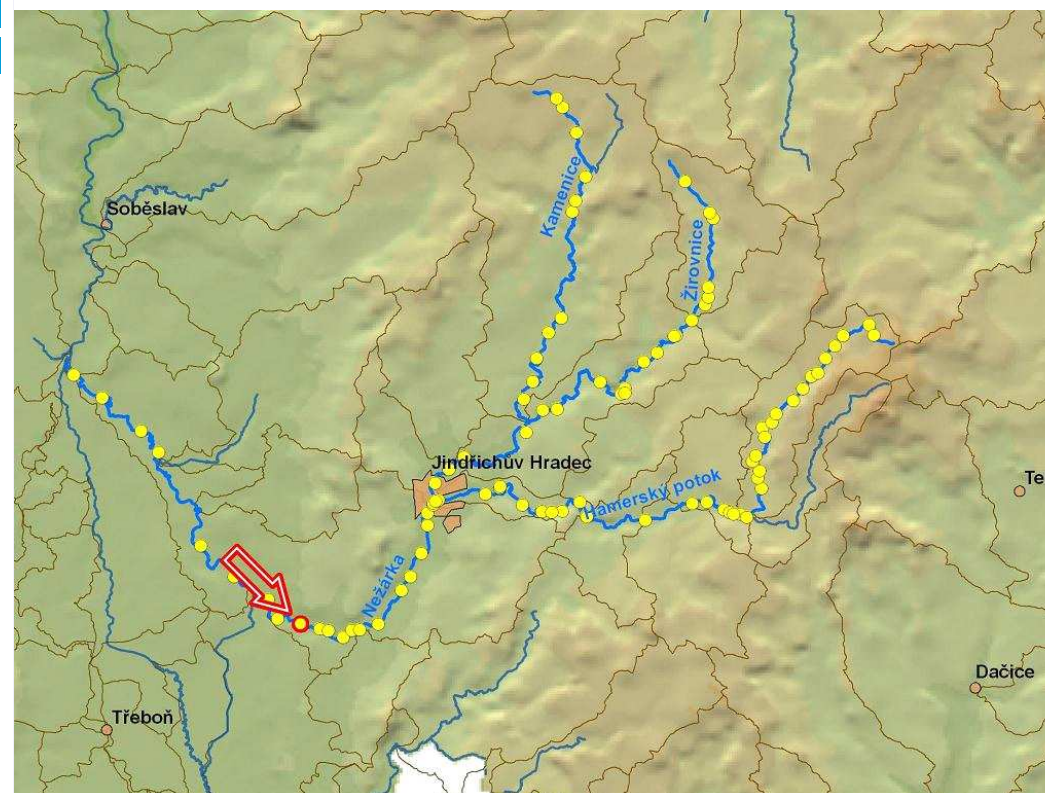 Soběslav
Kamenice
Žirovnice
Jindřichův Hradec
Hamerský potok
Te
Nežárka
Dačice
Třeboň